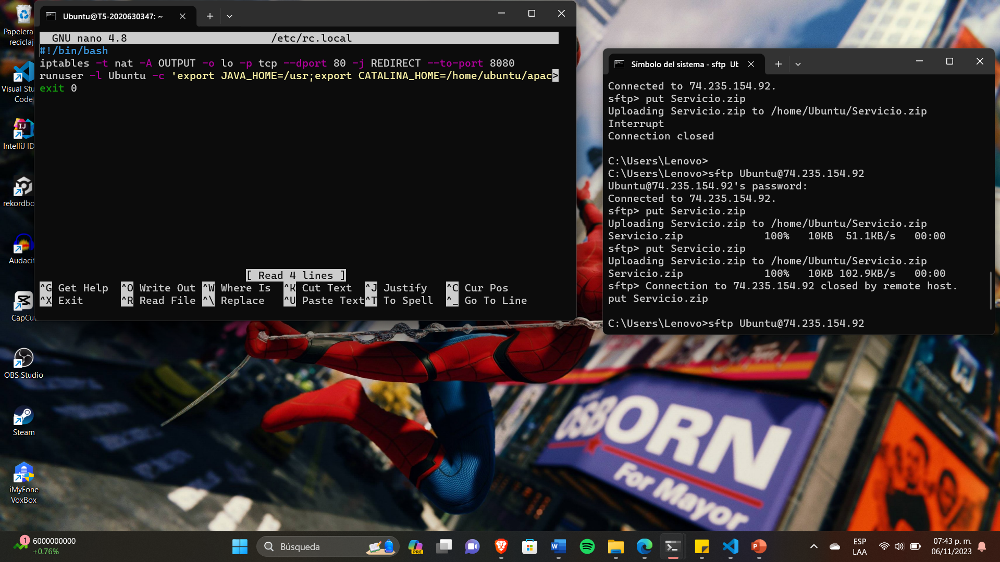 Papelera
reciclaj
Visual Stu
Code
IntelliJ ID
rekordbo
Audacit
CapCut
OBS Studio
Steam
iMyFone
VoxBox
Ubuntu@T5-2020630347: ~
GNU nano 4.8 /etc/rc.local
#!/bin/bash
iptables -t nat -A OUTPUT -o lo -p tcp --dport 80 -j REDIRECT --to-port 8080
runuser -l Ubuntu -c 'export JAVA_HOME=/usr;export CATALINA_HOME=/home/ubuntu/apac>
exit 0
[ Read 4 lines ]
^G Get Help ^O Write Out ^W Where Is ^K Cut Text ^J Justify ^C Cur Pos
^X Exit ^R Read File ^\ Replace ^U Paste Text ^T To Spell ^_ Go To Line
Símbolo del sistema - sftp Ut
Connected to 74.235.154.92.
sftp> put Servicio.zip
Uploading Servicio.zip to /home/Ubuntu/Servicio.zip
Interrupt
Connection closed
C:\Users\Lenovo>
C:\Users\Lenovo>sftp Ubuntu@74.235.154.92
Ubuntu@74.235.154.92's password:
Connected to 74.235.154.92.
sftp> put Servicio.zip
Uploading Servicio.zip to /home/Ubuntu/Servicio.zip
Servicio.zip 100% 10KB 51.1KB/s 00:00
sftp> put Servicio.zip
Uploading Servicio.zip to /home/Ubuntu/Servicio.zip
Servicio.zip 100% 10KB 102.9KB/s 00:00
sftp> Connection to 74.235.154.92 closed by remote host.
put Servicio.zip
C:\Users\Lenovo>sftp Ubuntu@74.235.154.92
OSBORN
For Mayor
1
6000000000
+0.76%
Búsqueda
PRE
ESP
LAA
07:43 p. m.
06/11/2023